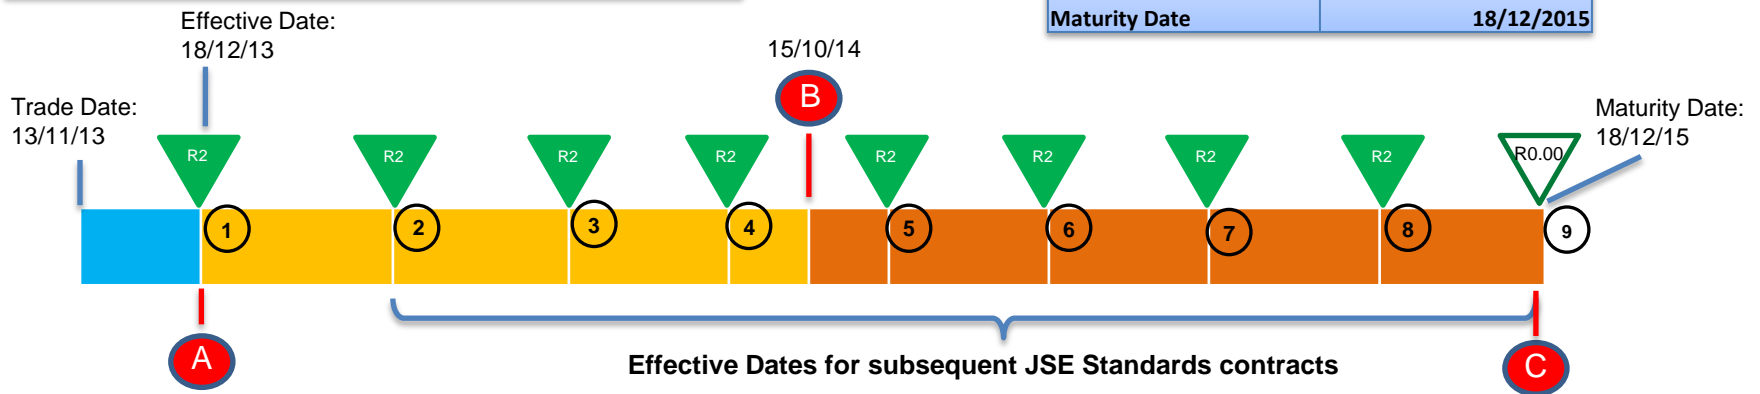 Maturity Date 18/12/2015
Effective Date:
18/12/13
15/10/14
Trade Date:
13/11/13
B
Maturity Date:
18/12/15
R2 R2 R2 R2 R2 R2 R2 R2 R0.00
1 2 3 4 5 6 7 8 9
A
Effective Dates for subsequent JSE Standards contracts
C